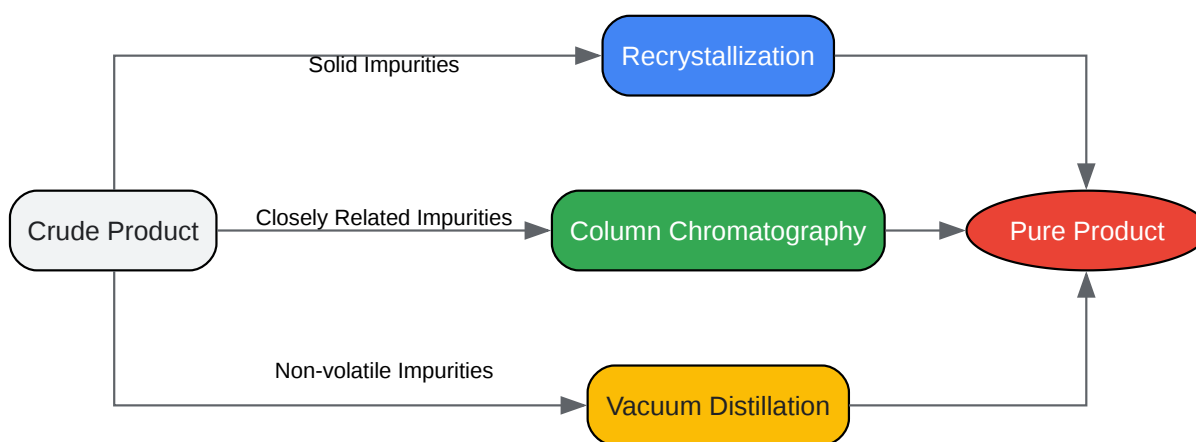 Recrystallization
Solid Impurities
Crude Product
Closely Related Impurities
Column Chromatography
Pure Product
Non-volatile Impurities
Vacuum Distillation